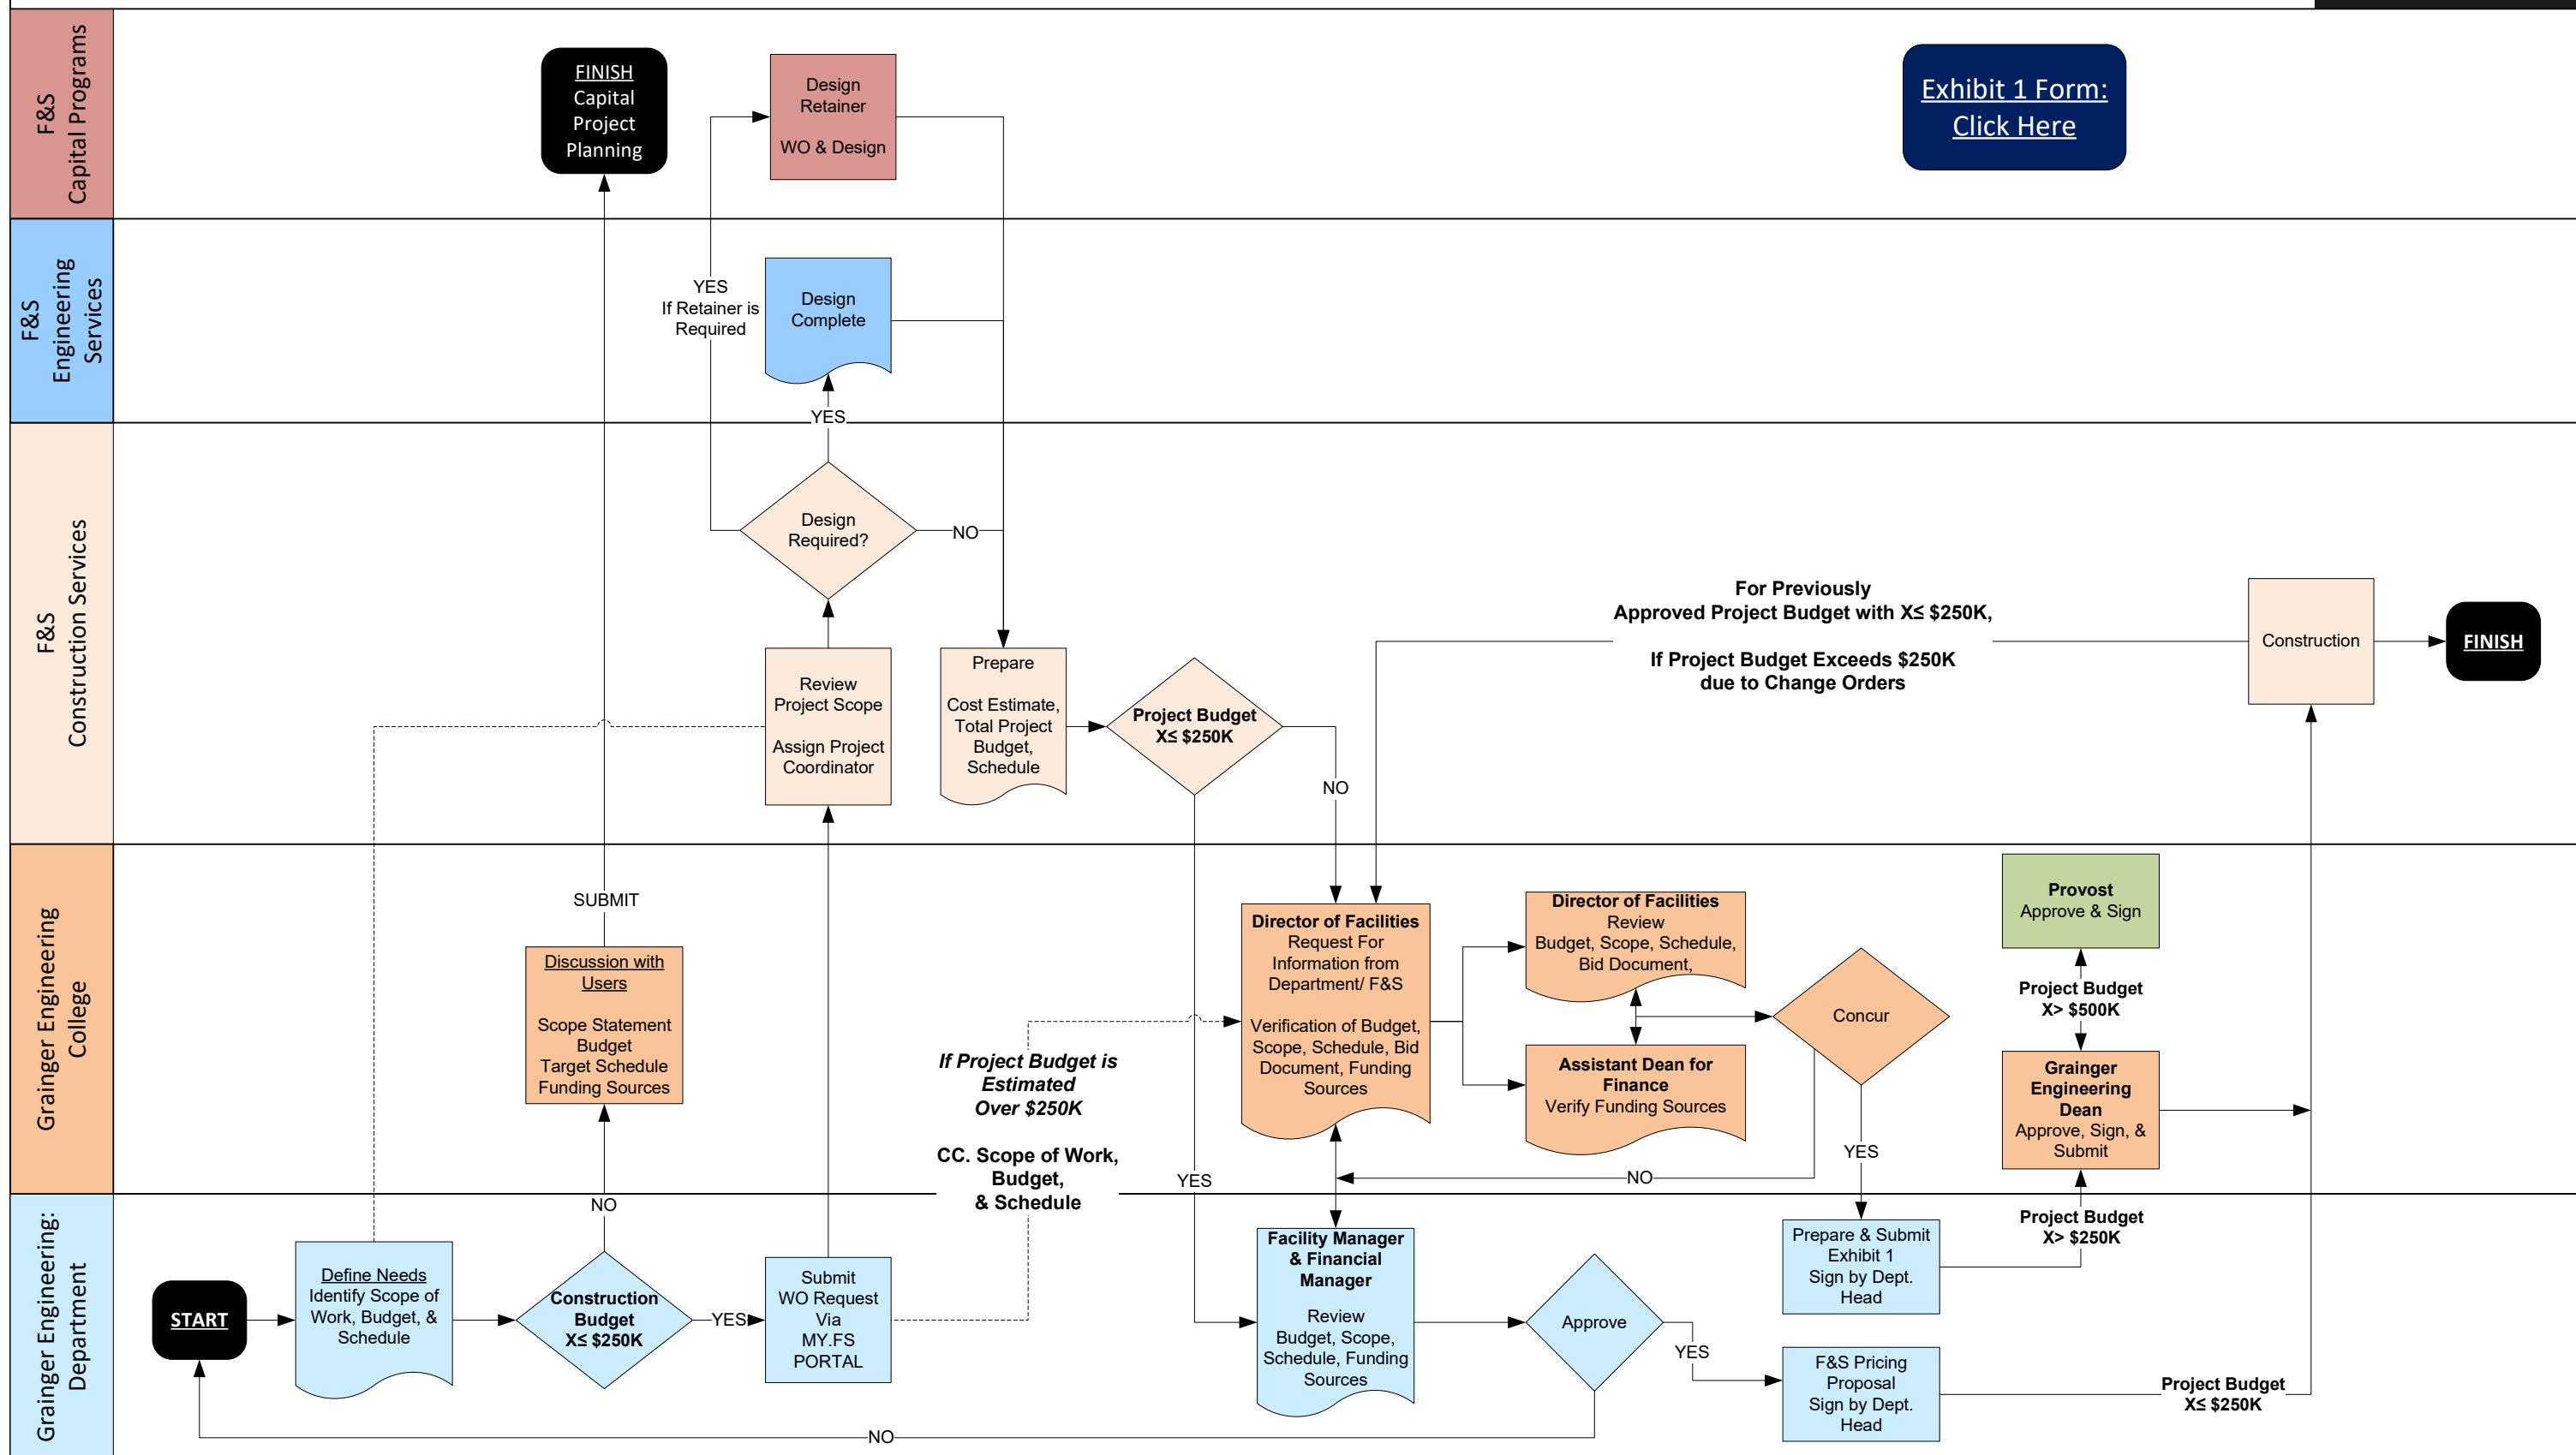 F&S
Capital Programs
FINISH
Capital
Project
Planning
Design
Retainer
WO & Design
Exhibit 1 Form:
Click Here
F&S
Engineering
Services
YES
If Retainer is
Required
Design
Complete
YES
F&S
Construction Services
Design
Required?
NO
Review
Project Scope
Assign Project
Coordinator
Prepare
Cost Estimate,
Total Project
Budget,
Schedule
Project Budget
X≤ $250K
NO
For Previously
Approved Project Budget with X≤ $250K,
If Project Budget Exceeds $250K
due to Change Orders
Construction
FINISH
Grainger Engineering
College
SUBMIT
Discussion with
Users
Scope Statement
Budget
Target Schedule
Funding Sources
If Project Budget is
Estimated
Over $250K
CC. Scope of Work,
Budget,
& Schedule
YES
Director of Facilities
Request For
Information from
Department/ F&S
Verification of Budget,
Scope, Schedule, Bid
Document, Funding
Sources
Director of Facilities
Review
Budget, Scope, Schedule,
Bid Document,
Assistant Dean for
Finance
Verify Funding Sources
Concur
YES
NO
Provost
Approve & Sign
Project Budget
X> $500K
Grainger
Engineering
Dean
Approve, Sign, &
Submit
Grainger Engineering:
Department
START
Define Needs
Identify Scope of
Work, Budget, &
Schedule
NO
Construction
Budget
X≤ $250K
YES
Submit
WO Request
Via
MY.FS
PORTAL
Facility Manager
& Financial
Manager
Review
Budget, Scope,
Schedule, Funding
Sources
Approve
YES
Prepare & Submit
Exhibit 1
Sign by Dept.
Head
Project Budget
X> $250K
F&S Pricing
Proposal
Sign by Dept.
Head
Project Budget
X≤ $250K
NO